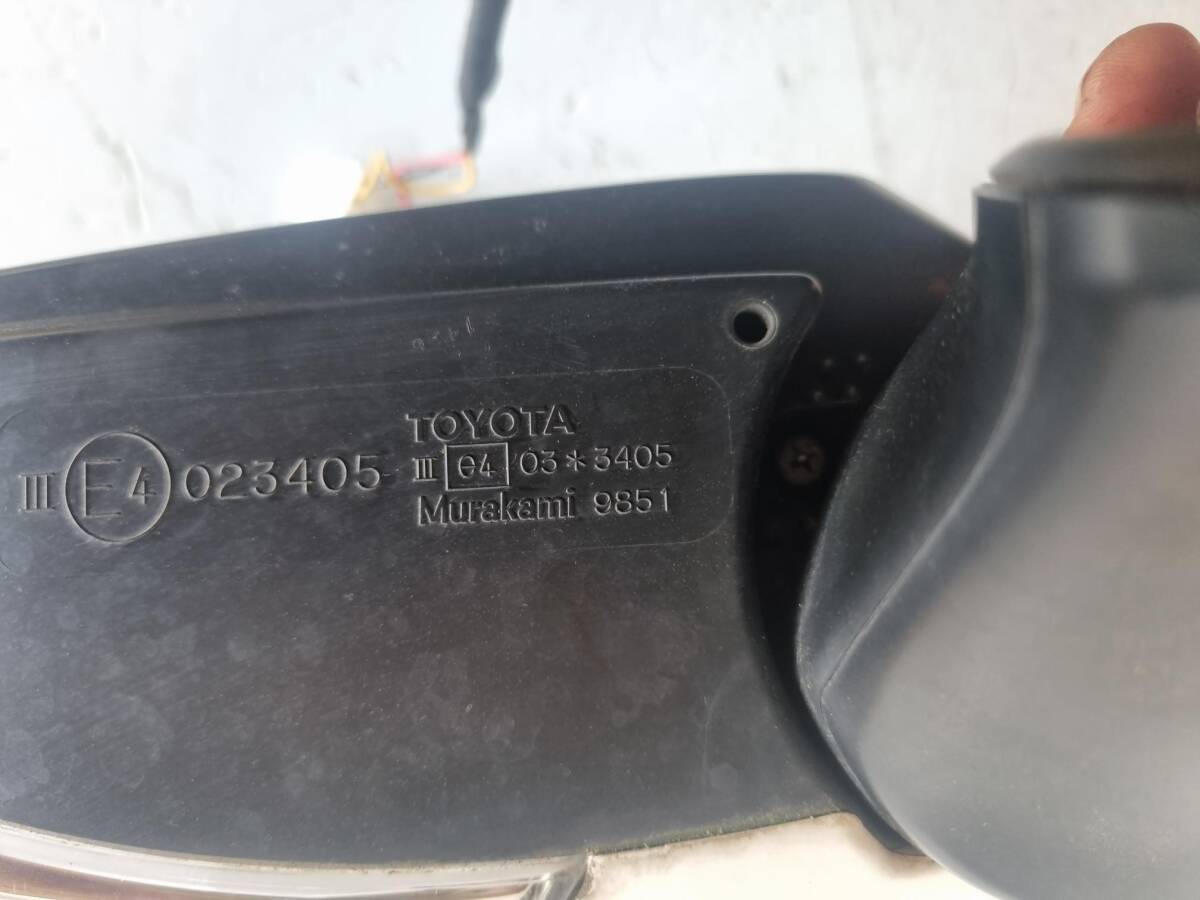 III E4 023405
TOYOTA
III e4 03*3405
Murakami 9851